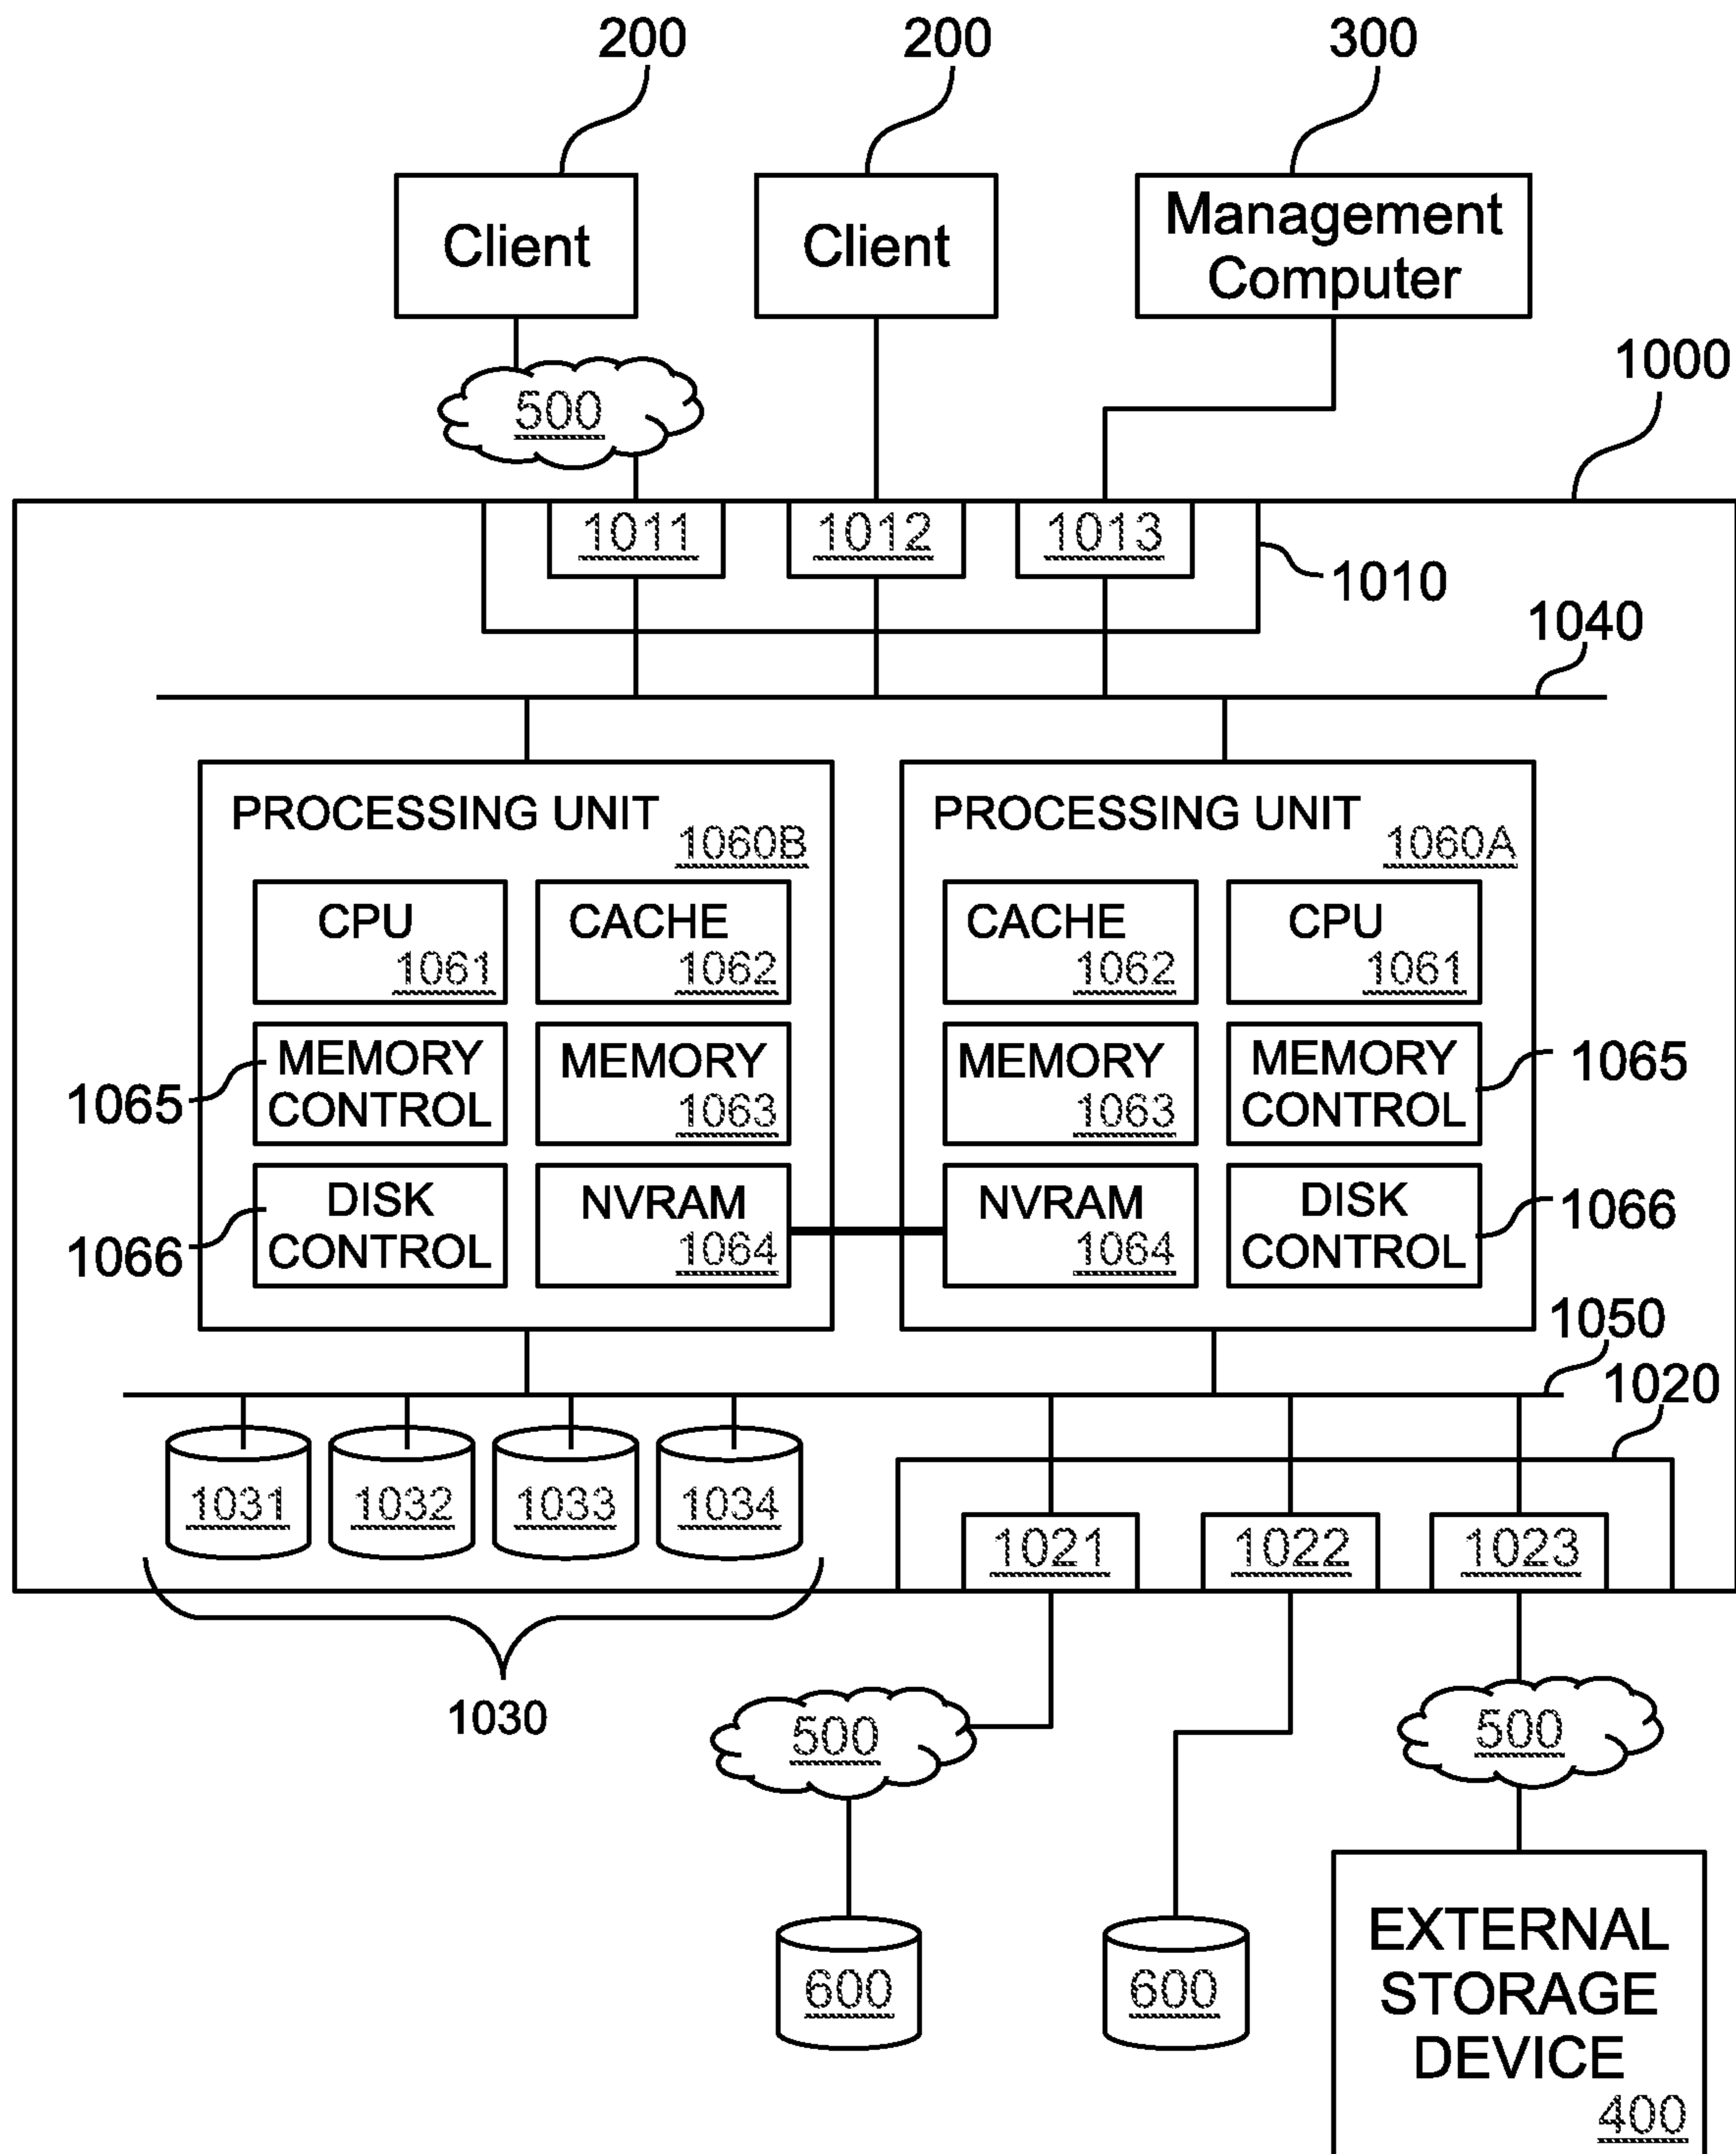 200
200
300
Client
Client
Management
Computer
1000
500
1011
1012
1013
1010
1040
PROCESSING UNIT
1060B
CPU
1061
CACHE
1062
MEMORY
CONTROL
1065
MEMORY
1063
DISK
CONTROL
1066
NVRAM
1064
PROCESSING UNIT
1060A
CACHE
1062
CPU
1061
MEMORY
1063
MEMORY
CONTROL
1065
NVRAM
1064
DISK
CONTROL
1066
1050
1020
1031
1032
1033
1034
1021
1022
1023
1030
500
500
600
600
EXTERNAL
STORAGE
DEVICE
400